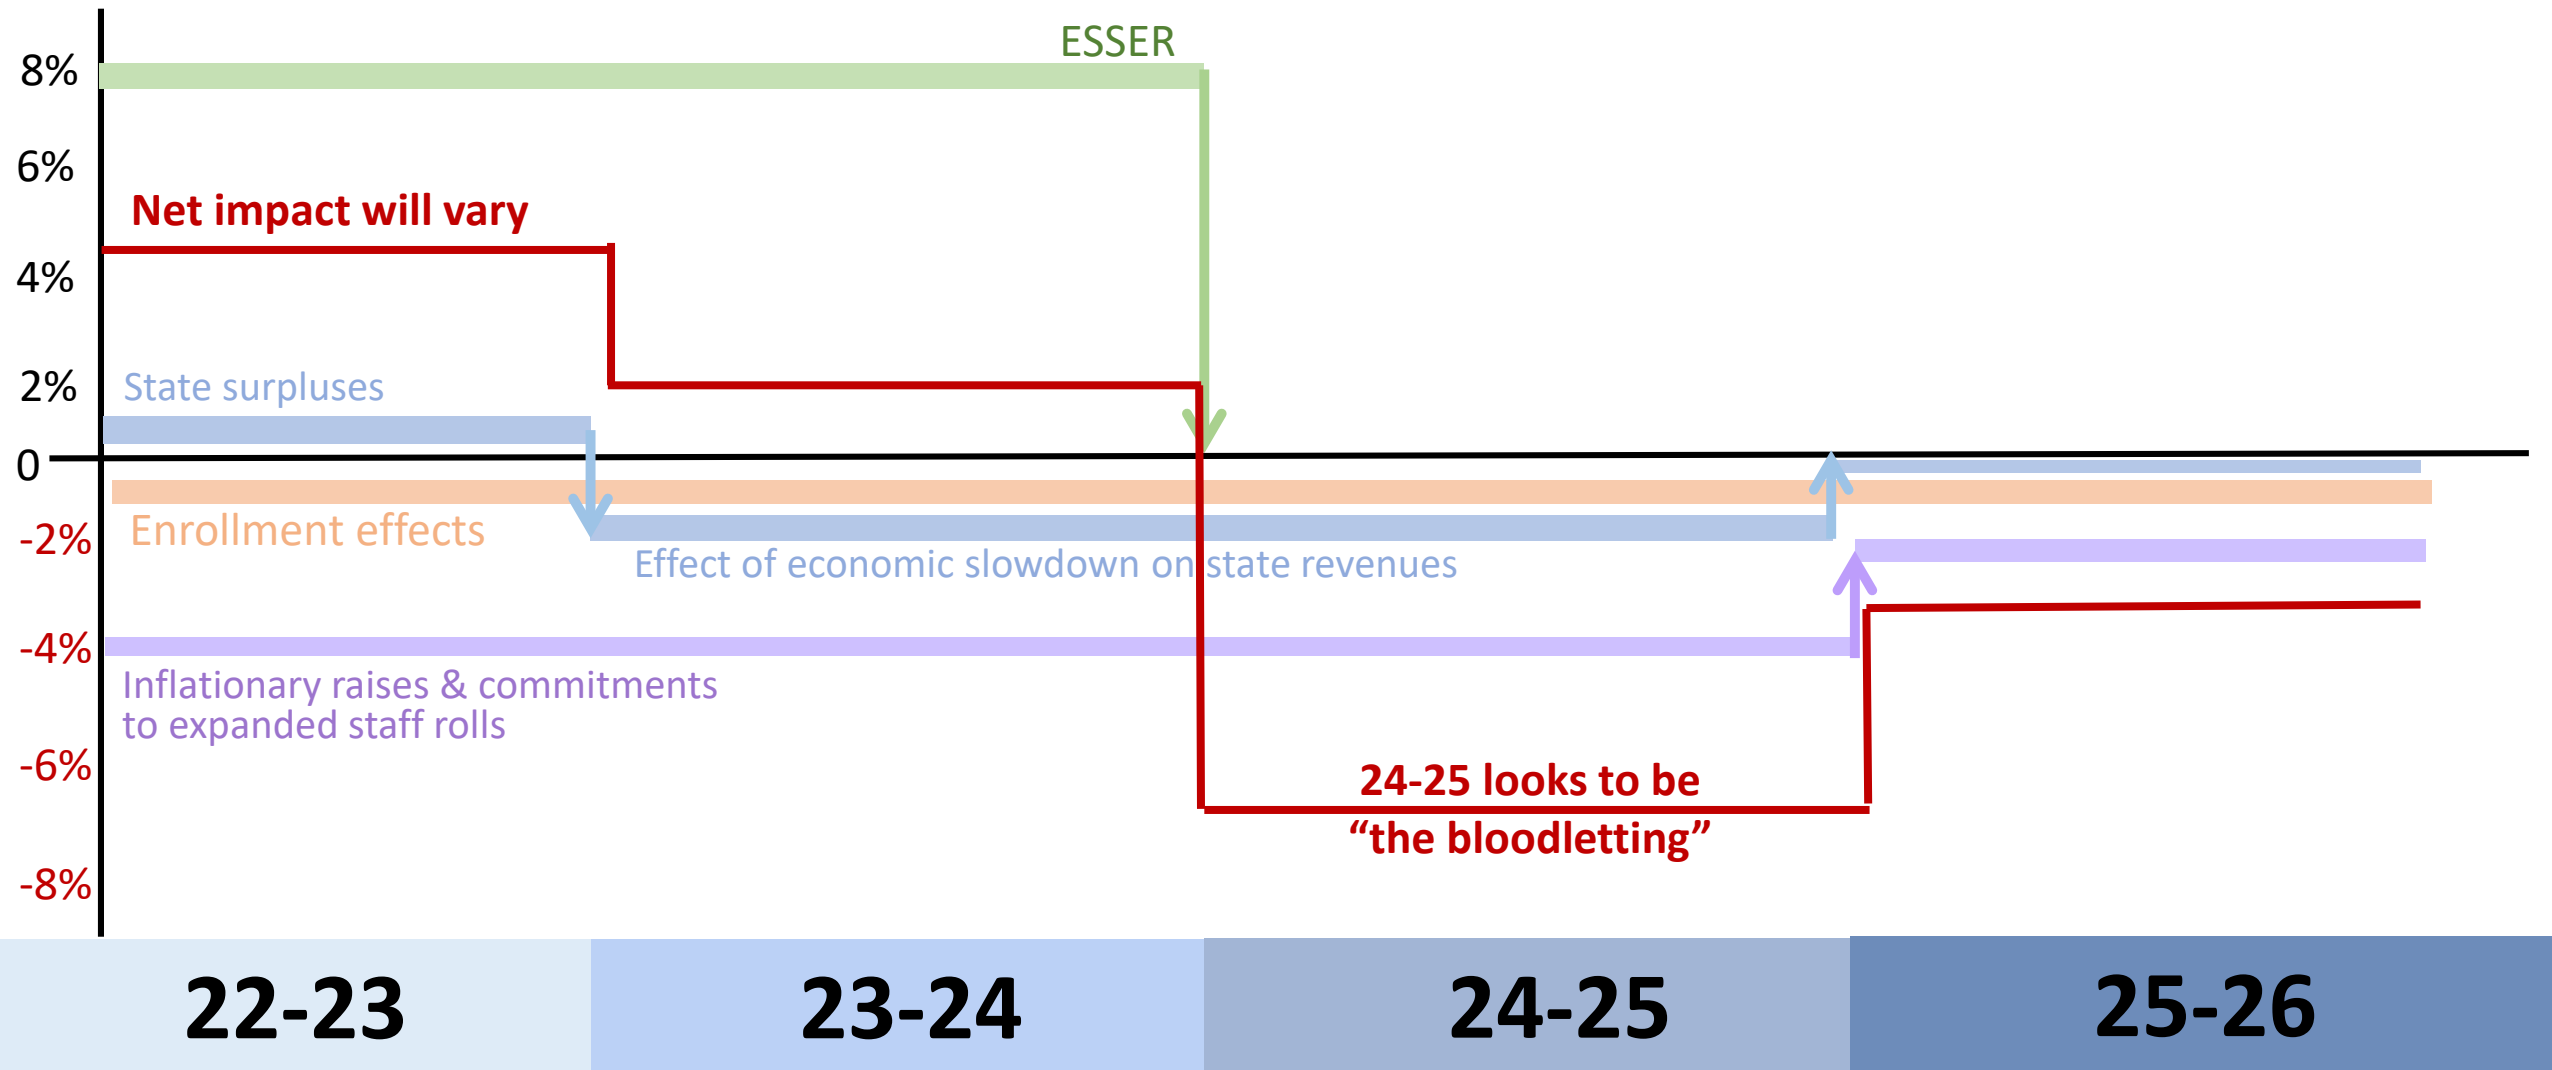 ESSER
8%
6%
Net impact will vary
4%
2%
State surpluses
0
Enrollment effects
-2%
Effect of economic slowdown on state revenues
-4%
Inflationary raises & commitments
to expanded staff rolls
-6%
24-25 looks to be
“the bloodletting”
-8%
22-23
23-24
24-25
25-26